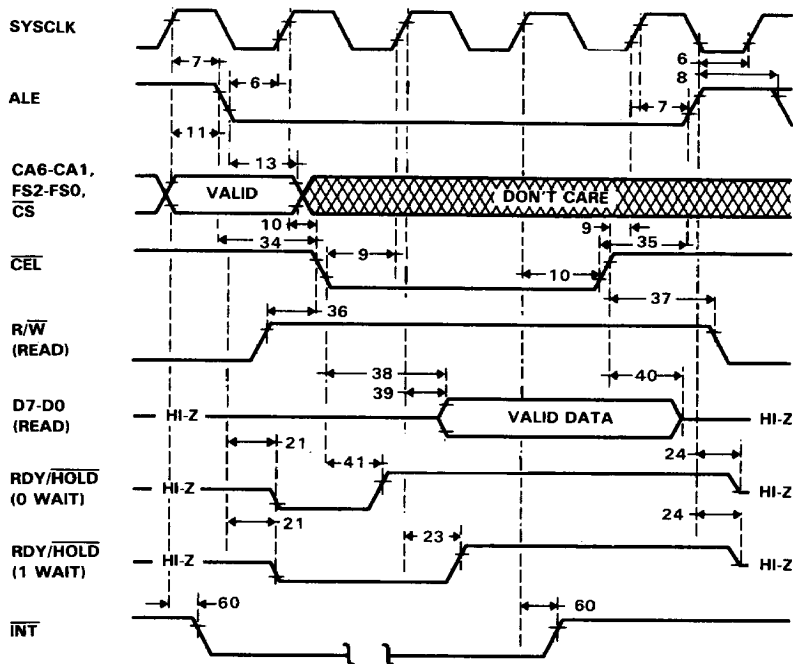 SYSCLK
7
6
6
8
ALE
11
7
13
CA6-CA1,
FS2-FS0,
CS
VALID
DON'T CARE
10
34
9
9
35
CEL
10
36
37
R/W
(READ)
38
39
40
D7-D0
(READ)
HI-Z
VALID DATA
HI-Z
21
41
24
RDY/HOLD
(0 WAIT)
HI-Z
HI-Z
21
23
24
RDY/HOLD
(1 WAIT)
HI-Z
HI-Z
60
60
INT